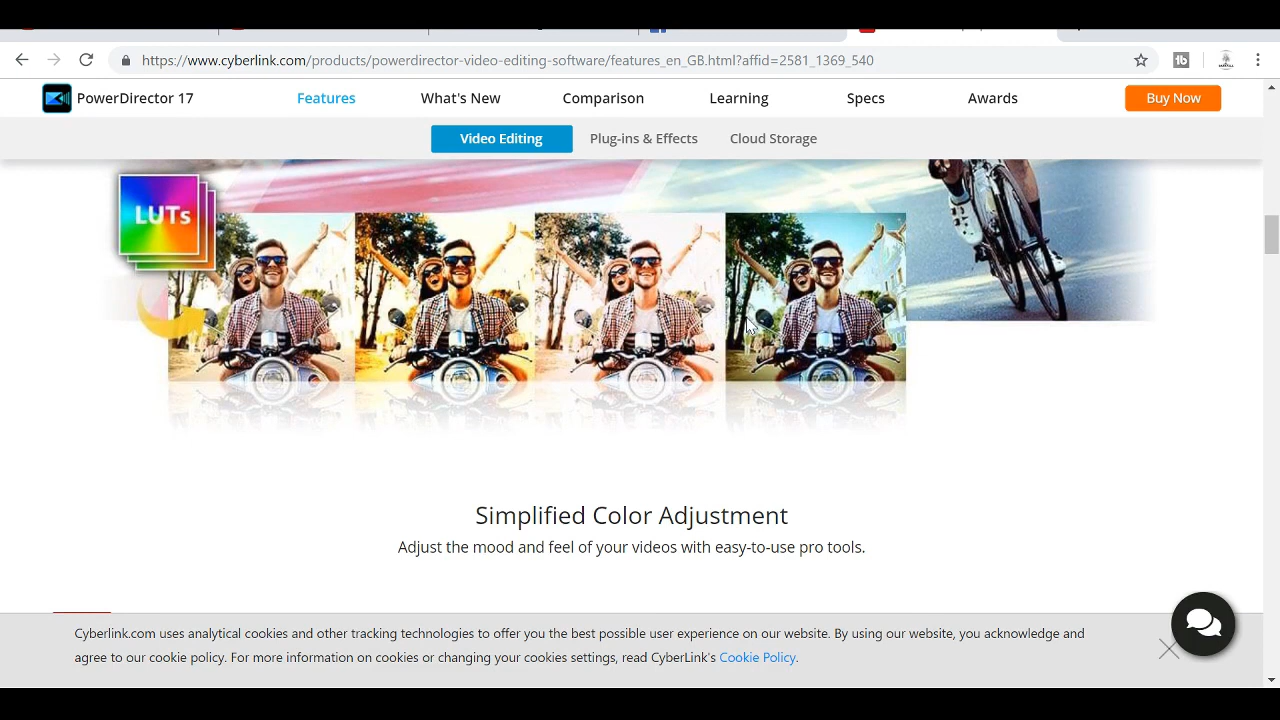 https://www.cyberlink.com/products/powerdirector-video-editing-software/features_en_GB.html?affid=2581_1369_540
PowerDirector 17 Features What's New Comparison Learning Specs Awards Buy Now
Video Editing Plug-ins & Effects Cloud Storage
LUTs
Simplified Color Adjustment
Adjust the mood and feel of your videos with easy-to-use pro tools.
Cyberlink.com uses analytical cookies and other tracking technologies to offer you the best possible user experience on our website. By using our website, you acknowledge and
agree to our cookie policy. For more information on cookies or changing your cookies settings, read CyberLink's Cookie Policy.